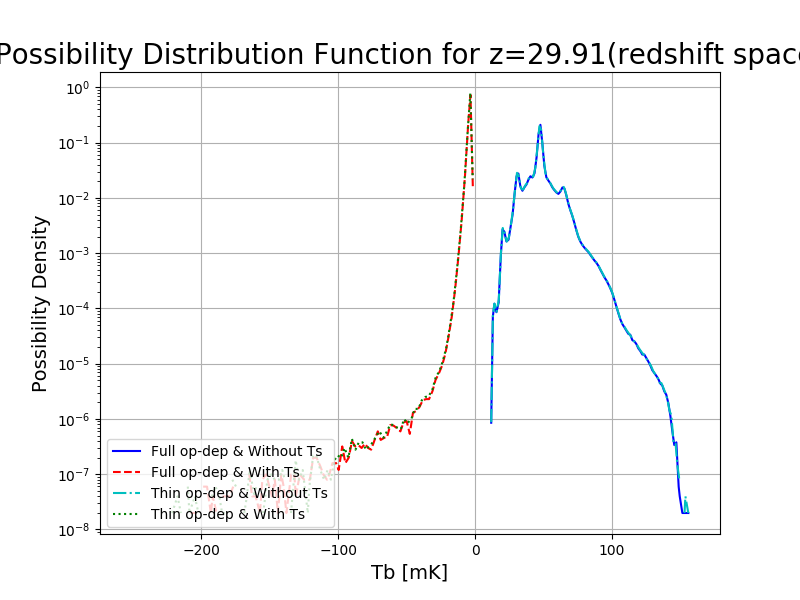 Possibility Distribution Function for z=29.91(redshift space
Possibility Density
10^0
10^-1
10^-2
10^-3
10^-4
10^-5
10^-6
10^-7
10^-8
Full op-dep & Without Ts
Full op-dep & With Ts
Thin op-dep & Without Ts
Thin op-dep & With Ts
−200
−100
0
100
Tb [mK]